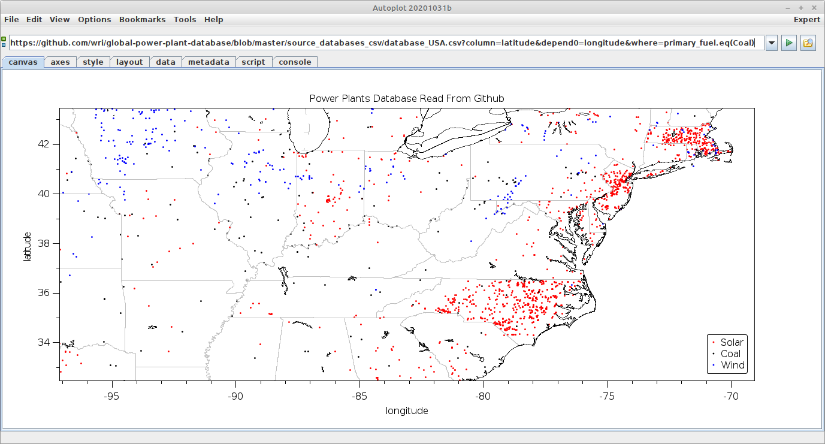 Autoplot 20201031b
File Edit View Options Bookmarks Tools Help Expert
https://github.com/wri/global-power-plant-database/blob/master/source_databases_csv/database_USA.csv?column=latitude&depend0=longitude&where=primary_fuel.eq(Coal)
canvas axes style layout data metadata script console
Power Plants Database Read From Github
42
40
38
36
34
latitude
Solar
Coal
Wind
-95 -90 -85 -80 -75 -70
longitude